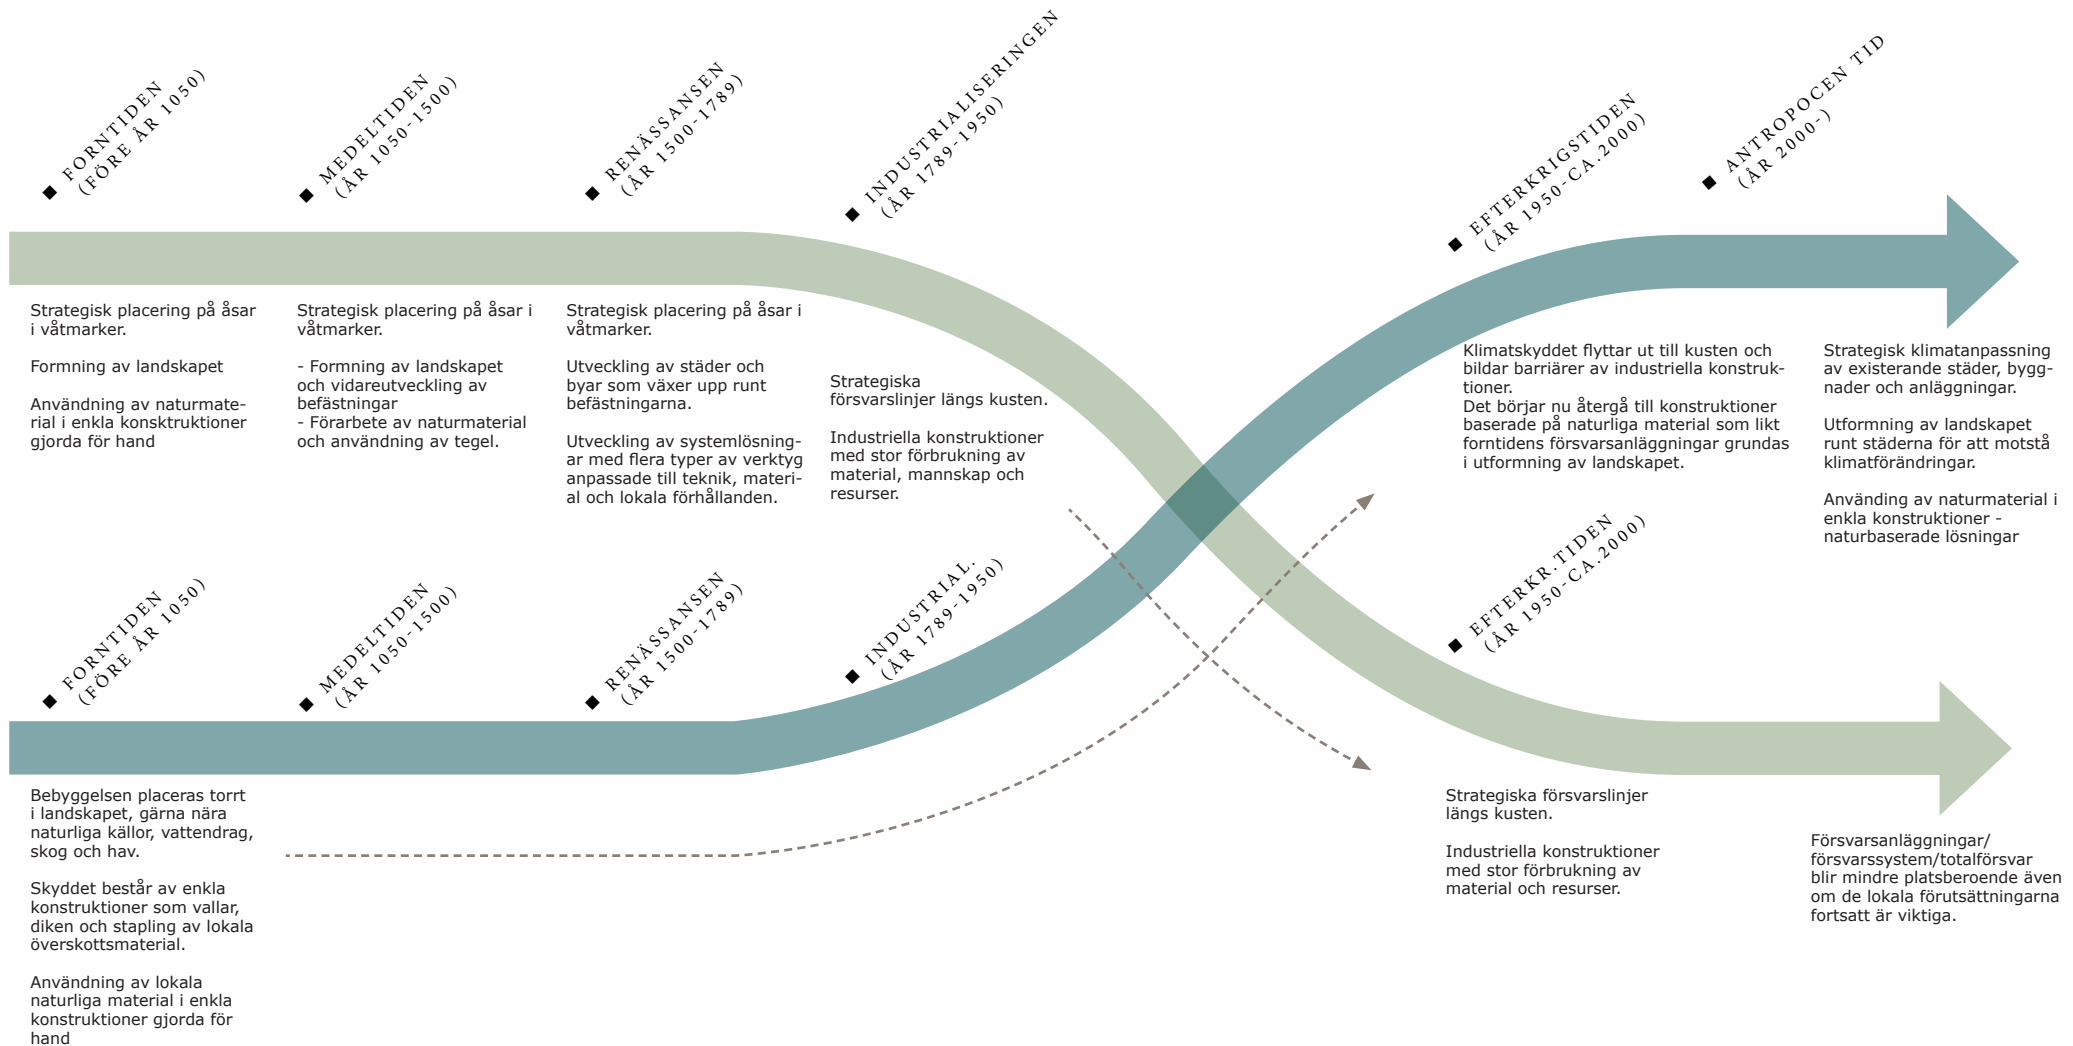 FORNTIDEN
(FÖRE ÅR 1050)
MEDELTIDEN
(ÅR 1050-1500)
RENÄSSANSEN
(ÅR 1500-1789)
INDUSTRIALISERINGEN
(ÅR 1789-1950)
EFTERKRIGSTIDEN
(ÅR 1950-CA.2000)
ANTROPOCEN TID
(ÅR 2000-)
Strategisk placering på åsar
i våtmarker.
Formning av landskapet
Användning av naturmate-
rial i enkla konsktruktioner
gjorda för hand
Strategisk placering på åsar i
våtmarker.
- Formning av landskapet
och vidareutveckling av
befästningar
- Förarbete av naturmaterial
och användning av tegel.
Strategisk placering på åsar i
våtmarker.
Utveckling av städer och
byar som växer upp runt
befästningarna.
Utveckling av systemlösning-
ar med flera typer av verktyg
anpassade till teknik, materi-
al och lokala förhållanden.
Strategiska
försvarslinjer längs kusten.
Industriella konstruktioner
med stor förbrukning av
material, mannskap och
resurser.
Klimatskyddet flyttar ut till kusten och
bildar barriärer av industriella konstruk-
tioner.
Det börjar nu återgå till konstruktioner
baserade på naturliga material som likt
forntidens försvarsanläggningar grundas
i utformning av landskapet.
Strategisk klimatanpassning
av existerande städer, bygg-
nader och anläggningar.
Utformning av landskapet
runt städerna för att motstå
klimatförändringar.
Använding av naturmaterial i
enkla konstruktioner -
naturbaserade lösningar
FORNTIDEN
(FÖRE ÅR 1050)
MEDELTIDEN
(ÅR 1050-1500)
RENÄSSANSEN
(ÅR 1500-1789)
INDUSTRIAL.
(ÅR 1789-1950)
EFTERKR.TIDEN
(ÅR 1950-CA.2000)
Bebyggelsen placeras torrt
i landskapet, gärna nära
naturliga källor, vattendrag,
skog och hav.
Skyddet består av enkla
konstruktioner som vallar,
diken och stapling av lokala
överskottsmaterial.
Användning av lokala
naturliga material i enkla
konstruktioner gjorda för
hand
Strategiska försvarslinjer
längs kusten.
Industriella konstruktioner
med stor förbrukning av
material och resurser.
Försvarsanläggningar/
försvarssystem/totalförsvar
blir mindre platsberoende även
om de lokala förutsättningarna
fortsatt är viktiga.